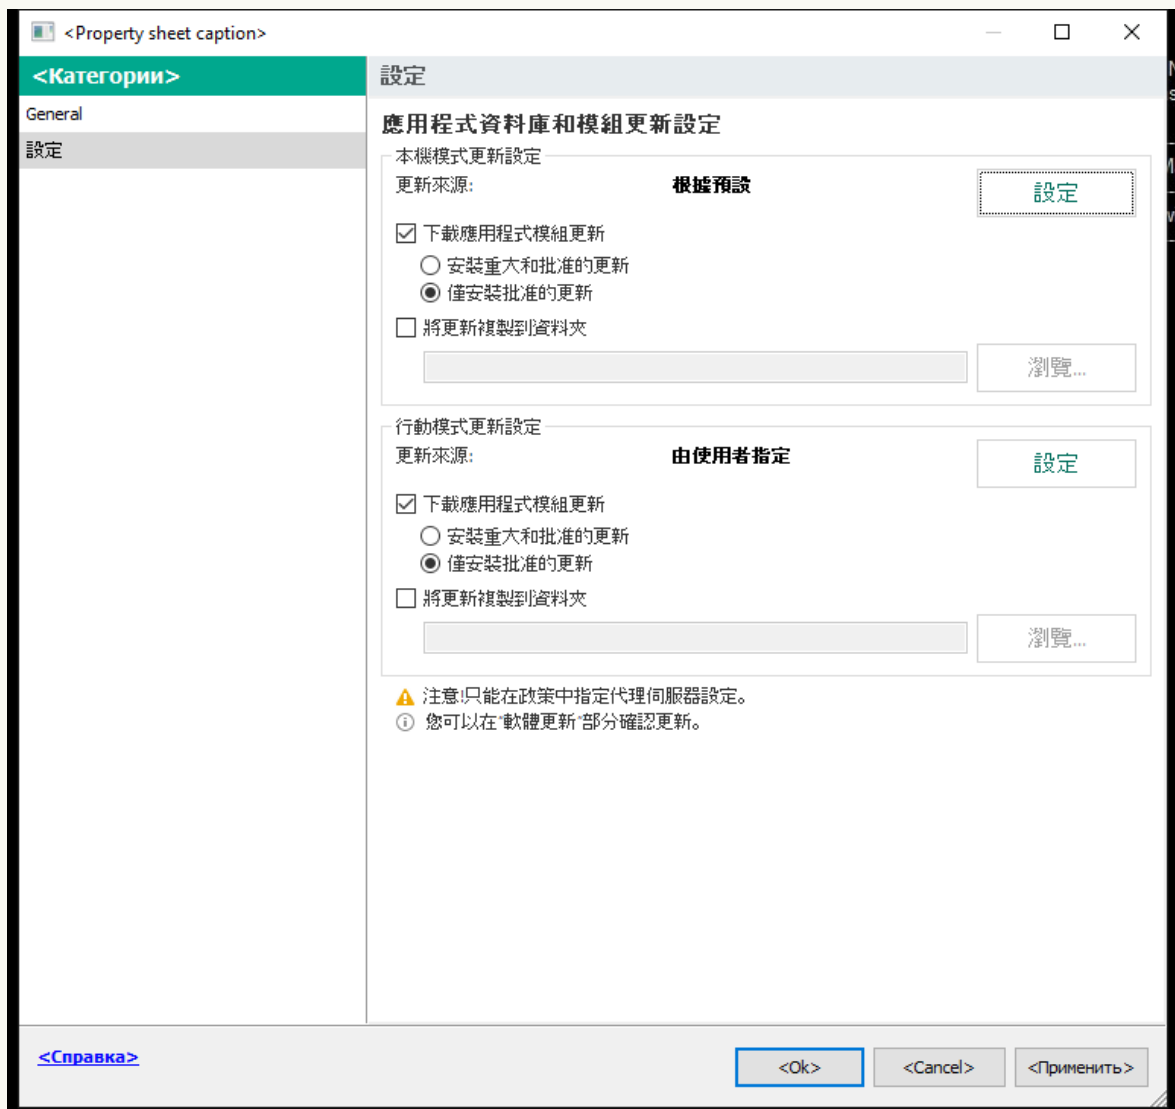 <Property sheet caption>
<Категории>
General
設定
設定
應用程式資料庫和模組更新設定
本機模式更新設定
更新來源: 根據預設 設定
下載應用程式模組更新
安裝重大和批准的更新
僅安裝批准的更新
將更新複製到資料夾
瀏覽...
行動模式更新設定
更新來源: 由使用者指定 設定
下載應用程式模組更新
安裝重大和批准的更新
僅安裝批准的更新
將更新複製到資料夾
瀏覽...
注意!只能在政策中指定代理伺服器設定。
您可以在"軟體更新"部分確認更新。
<Справка>
<Ok> <Cancel> <Применить>